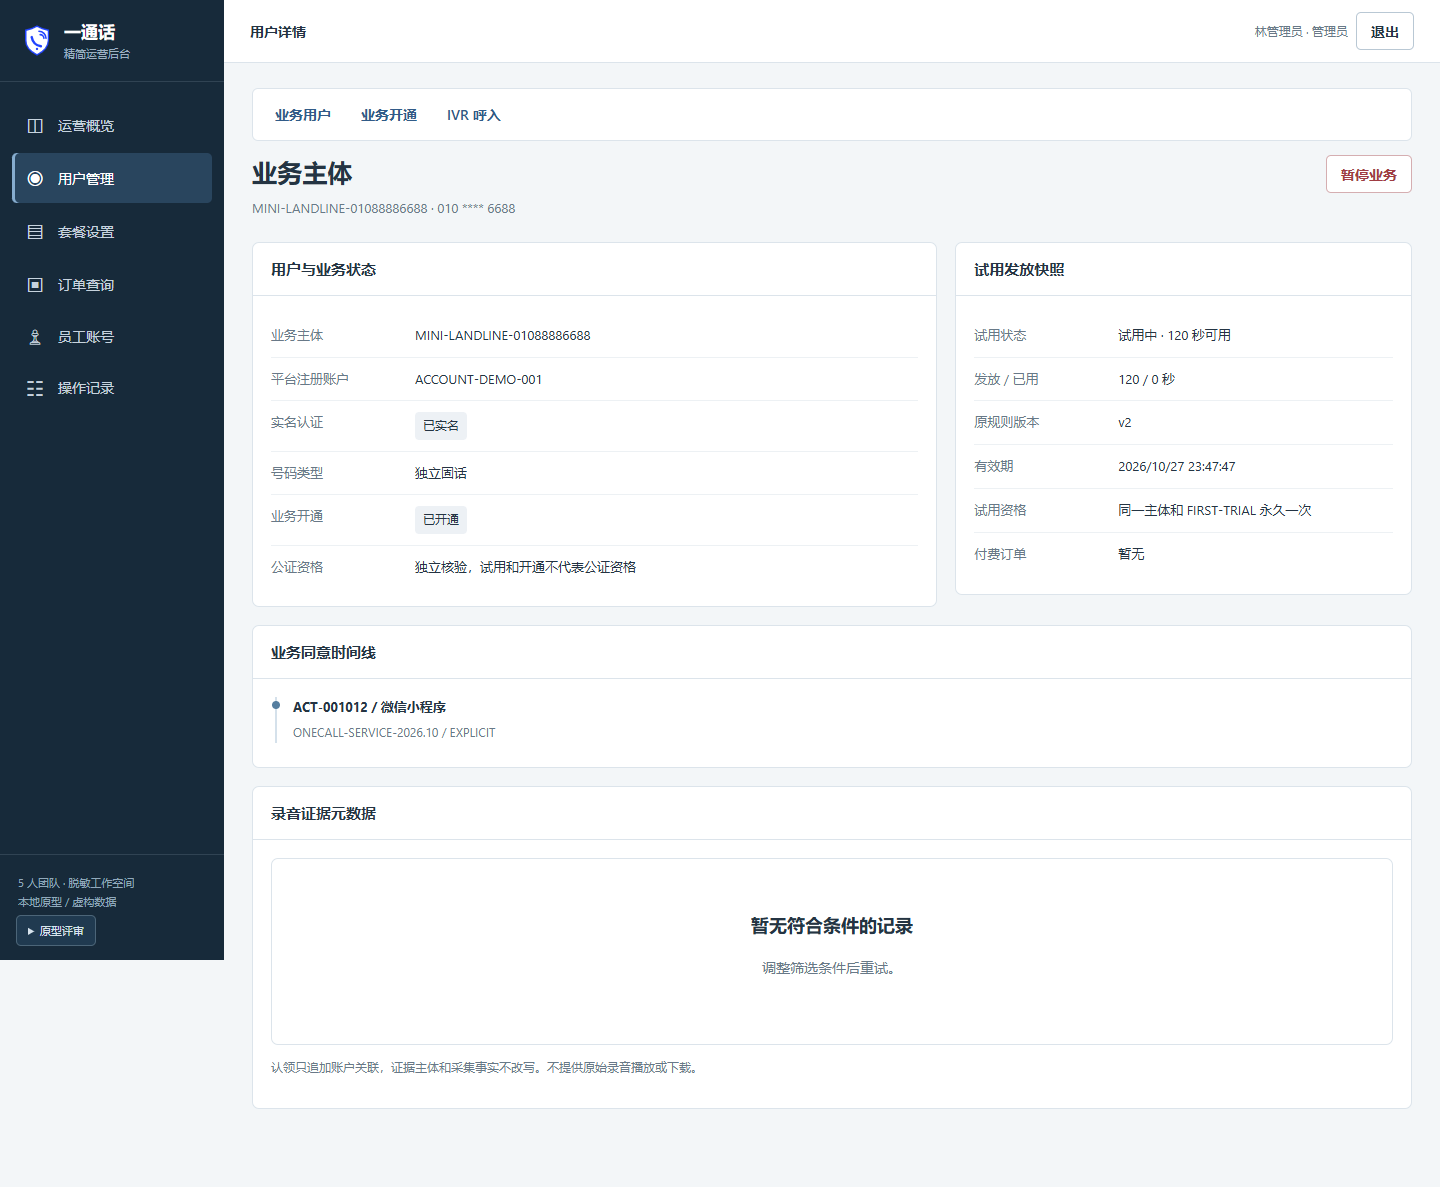 一通话
精简运营后台
运营概览
用户管理
套餐设置
订单查询
员工账号
操作记录
5 人团队 · 脱敏工作空间
本地原型 / 虚构数据
▶ 原型评审
用户详情
林管理员 · 管理员
退出
业务用户
业务开通
IVR 呼入
业务主体
MINI-LANDLINE-01088886688 · 010 **** 6688
暂停业务
用户与业务状态
业务主体
MINI-LANDLINE-01088886688
平台注册账户
ACCOUNT-DEMO-001
实名认证
已实名
号码类型
独立固话
业务开通
已开通
公证资格
独立核验，试用和开通不代表公证资格
试用发放快照
试用状态
试用中 · 120 秒可用
发放 / 已用
120 / 0 秒
原规则版本
v2
有效期
2026/10/27 23:47:47
试用资格
同一主体和 FIRST-TRIAL 永久一次
付费订单
暂无
业务同意时间线
ACT-001012 / 微信小程序
ONECALL-SERVICE-2026.10 / EXPLICIT
录音证据元数据
暂无符合条件的记录
调整筛选条件后重试。
认领只追加账户关联，证据主体和采集事实不改写。不提供原始录音播放或下载。